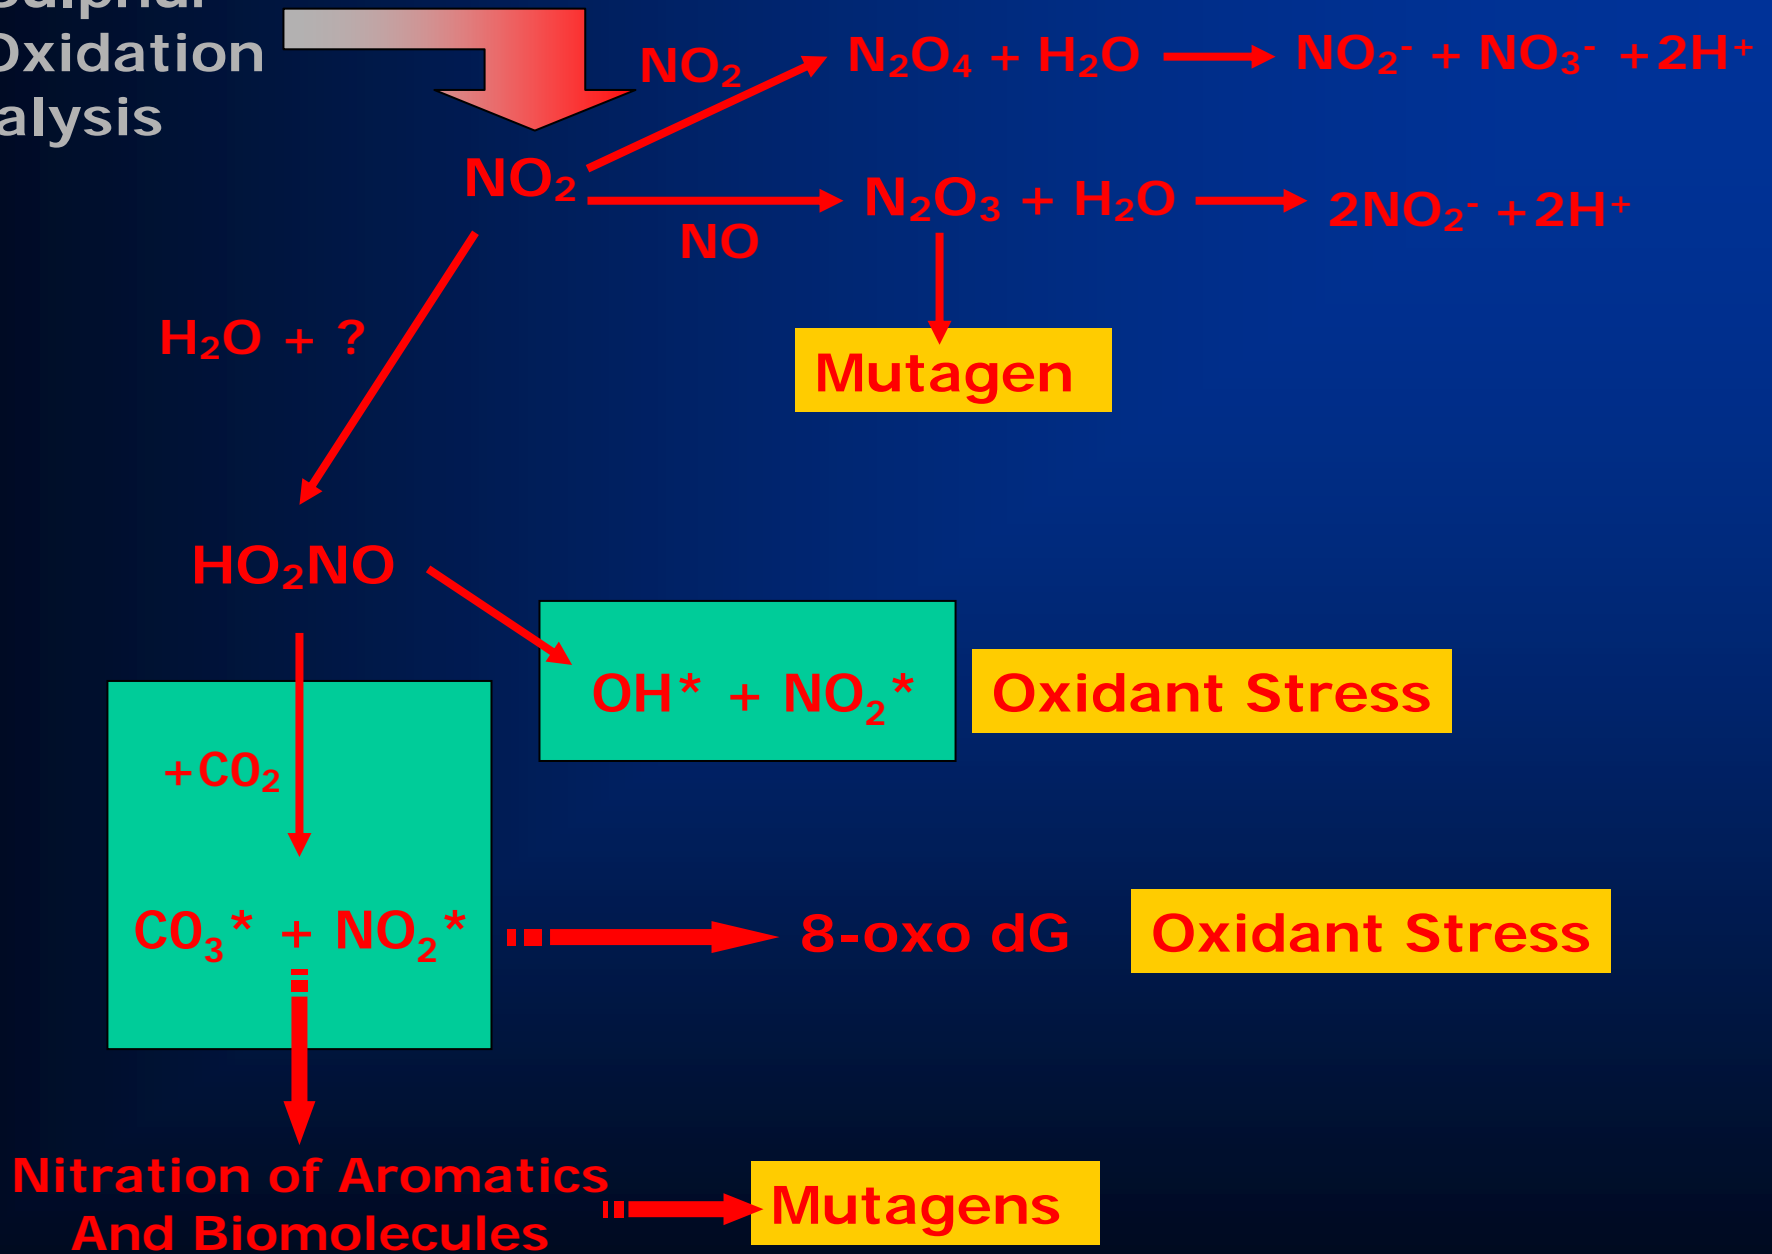 Oxidation
alysis
NO₂
N₂O₄ + H₂O
NO₂⁻ + NO₃⁻ +2H⁺
NO₂
N₂O₃ + H₂O
2NO₂⁻ +2H⁺
NO
H₂O + ?
Mutagen
HO₂NO
OH* + NO₂*
Oxidant Stress
+CO₂
CO₃* + NO₂*
8-oxo dG
Oxidant Stress
Nitration of Aromatics
And Biomolecules
Mutagens